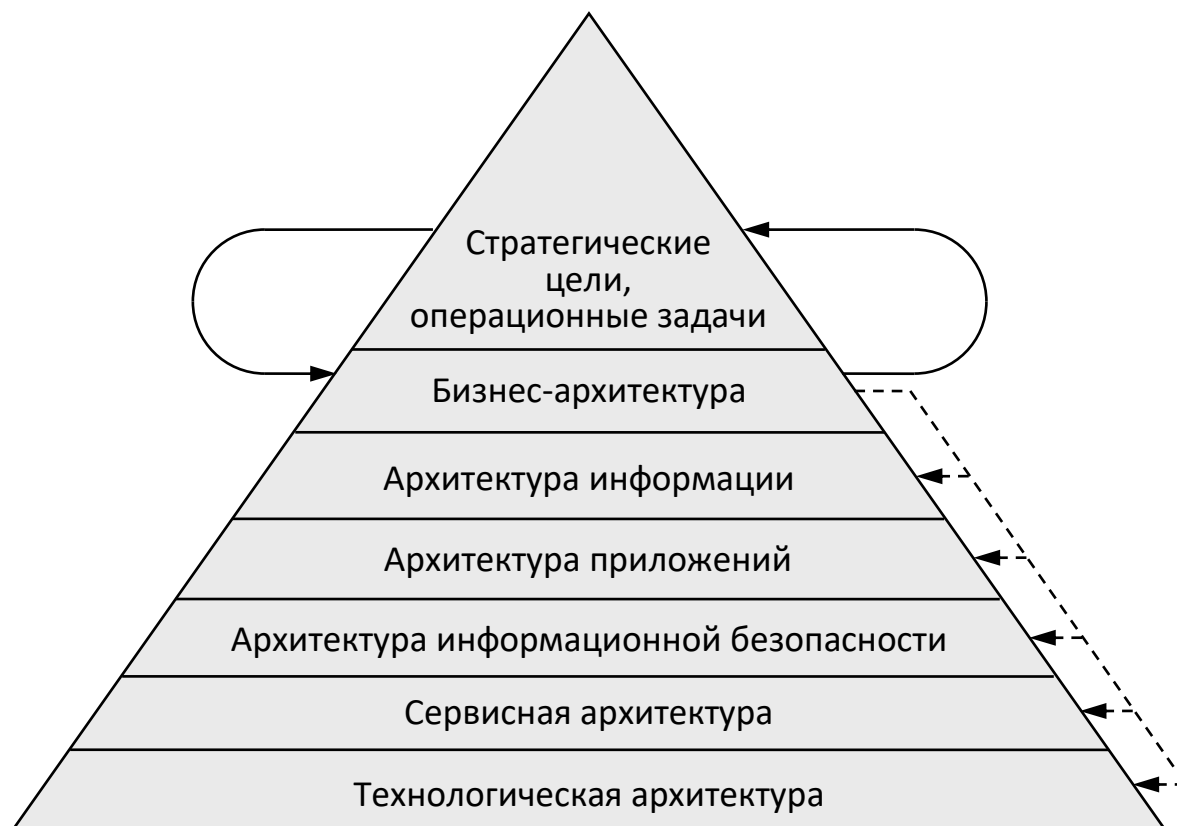 Стратегические
цели,
операционные задачи
Бизнес-архитектура
Архитектура информации
Архитектура приложений
Архитектура информационной безопасности
Сервисная архитектура
Технологическая архитектура